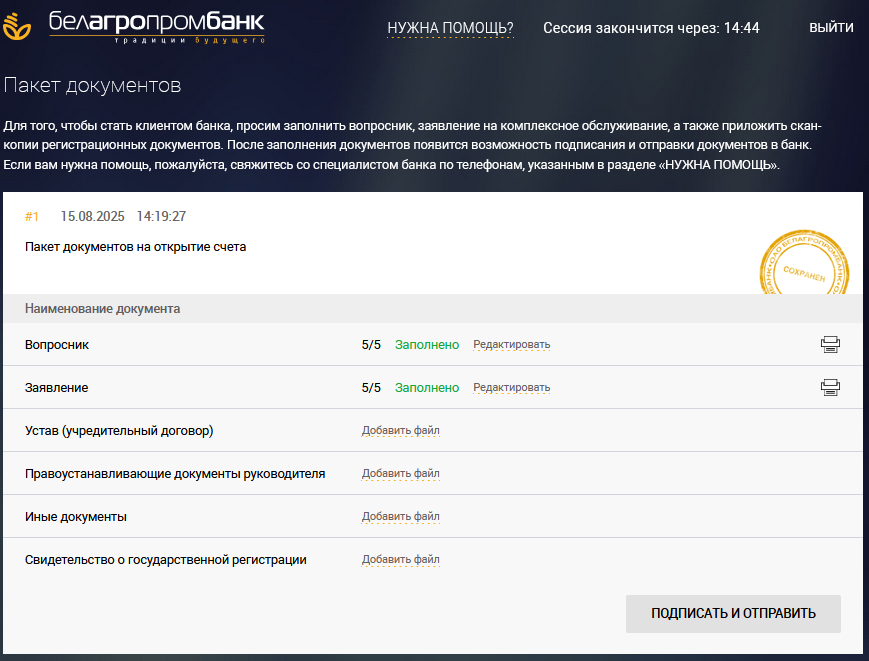 белагропромбанк
традиции будущего
НУЖНА ПОМОЩЬ?
Сессия закончится через: 14:44
ВЫЙТИ
Пакет документов
Для того, чтобы стать клиентом банка, просим заполнить вопросник, заявление на комплексное обслуживание, а также приложить скан-
копии регистрационных документов. После заполнения документов появится возможность подписания и отправки документов в банк.
Если вам нужна помощь, пожалуйста, свяжитесь со специалистом банка по телефонам, указанным в разделе «НУЖНА ПОМОЩЬ».
#1 15.08.2025 14:19:27
Пакет документов на открытие счета
ОАО БЕЛАГРОПРОМБАНК
СОХРАНЕН
Наименование документа
Вопросник 5/5 Заполнено Редактировать
Заявление 5/5 Заполнено Редактировать
Устав (учредительный договор) Добавить файл
Правоустанавливающие документы руководителя Добавить файл
Иные документы Добавить файл
Свидетельство о государственной регистрации Добавить файл
ПОДПИСАТЬ И ОТПРАВИТЬ